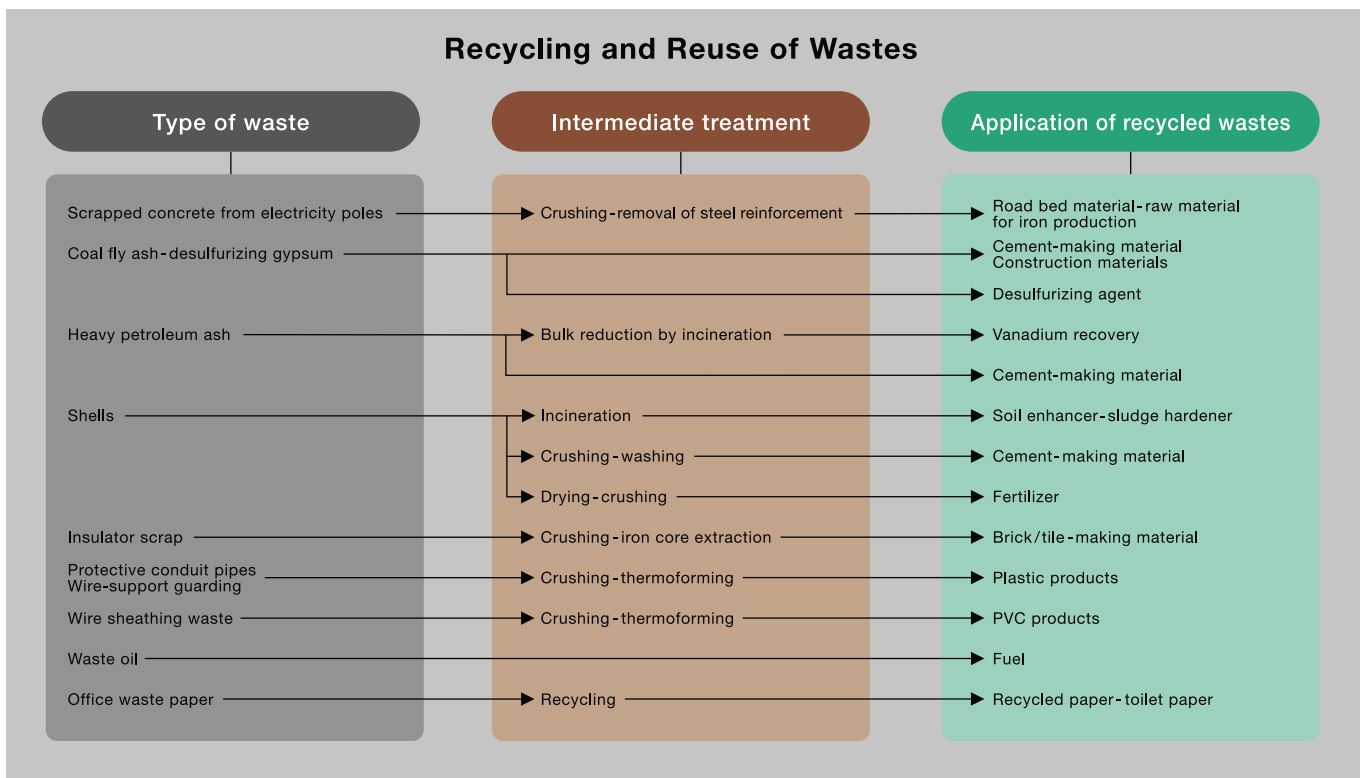 Recycling and Reuse of Wastes
Type of waste
Intermediate treatment
Application of recycled wastes
Scrapped concrete from electricity poles
Crushing-removal of steel reinforcement
Road bed material-raw material
for iron production
Coal fly ash-desulfurizing gypsum
Cement-making material
Construction materials
Desulfurizing agent
Heavy petroleum ash
Bulk reduction by incineration
Vanadium recovery
Cement-making material
Shells
Incineration
Soil enhancer-sludge hardener
Crushing-washing
Cement-making material
Drying-crushing
Fertilizer
Insulator scrap
Crushing-iron core extraction
Brick/tile-making material
Protective conduit pipes
Wire-support guarding
Crushing-thermoforming
Plastic products
Wire sheathing waste
Crushing-thermoforming
PVC products
Waste oil
Fuel
Office waste paper
Recycling
Recycled paper-toilet paper